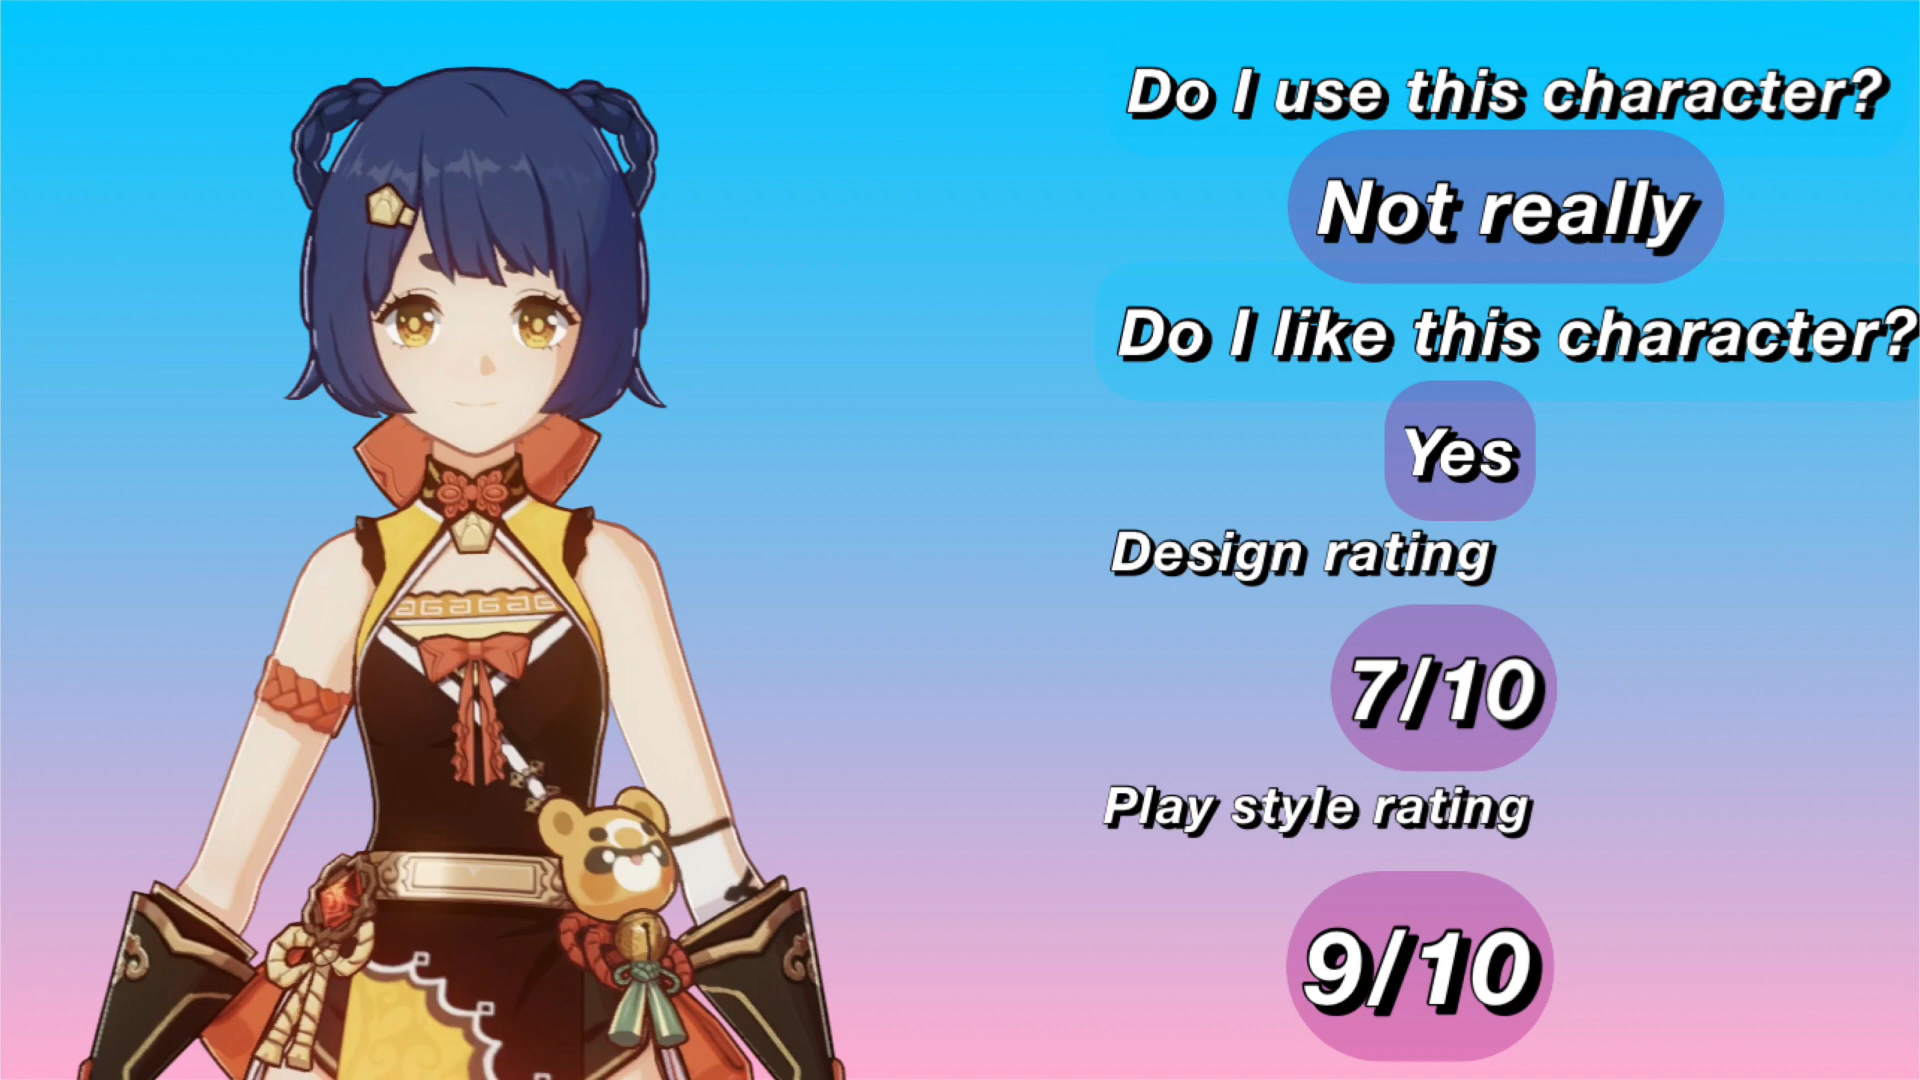 Do I use this character?
Not really
Do I like this character?
Yes
Design rating
7/10
Play style rating
9/10